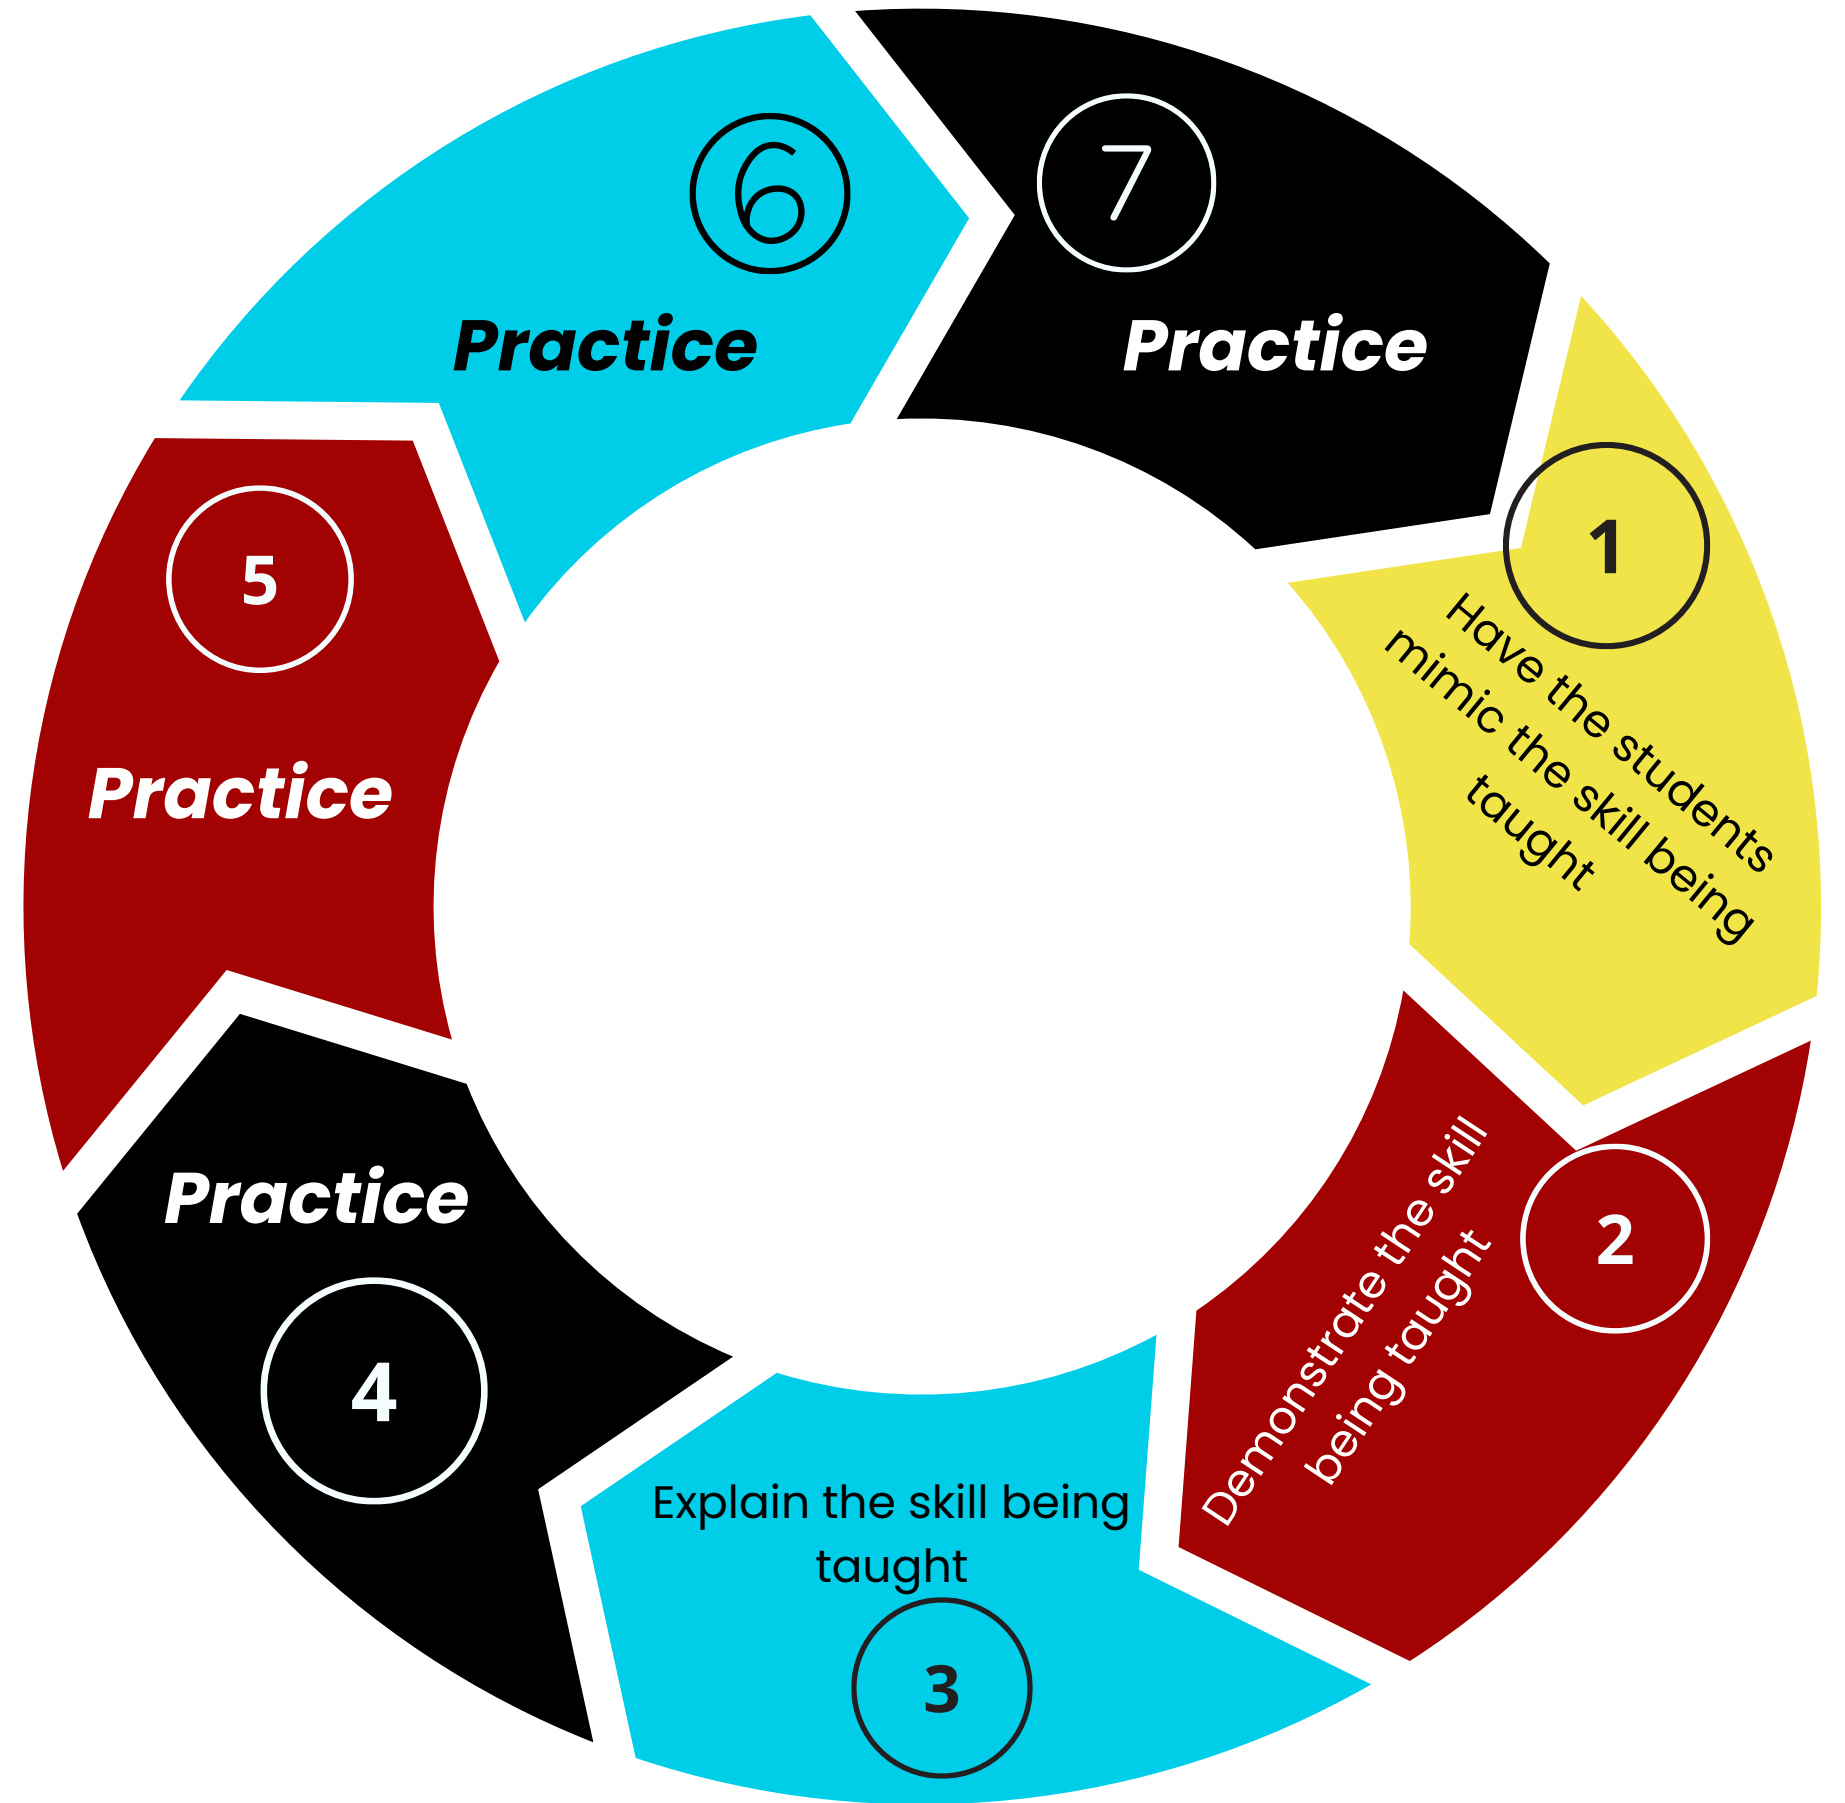 1
Have the students
mimic the skill being
taught
2
Demonstrate the skill
being taught
3
Explain the skill being
taught
4
Practice
5
Practice
6
Practice
7
Practice